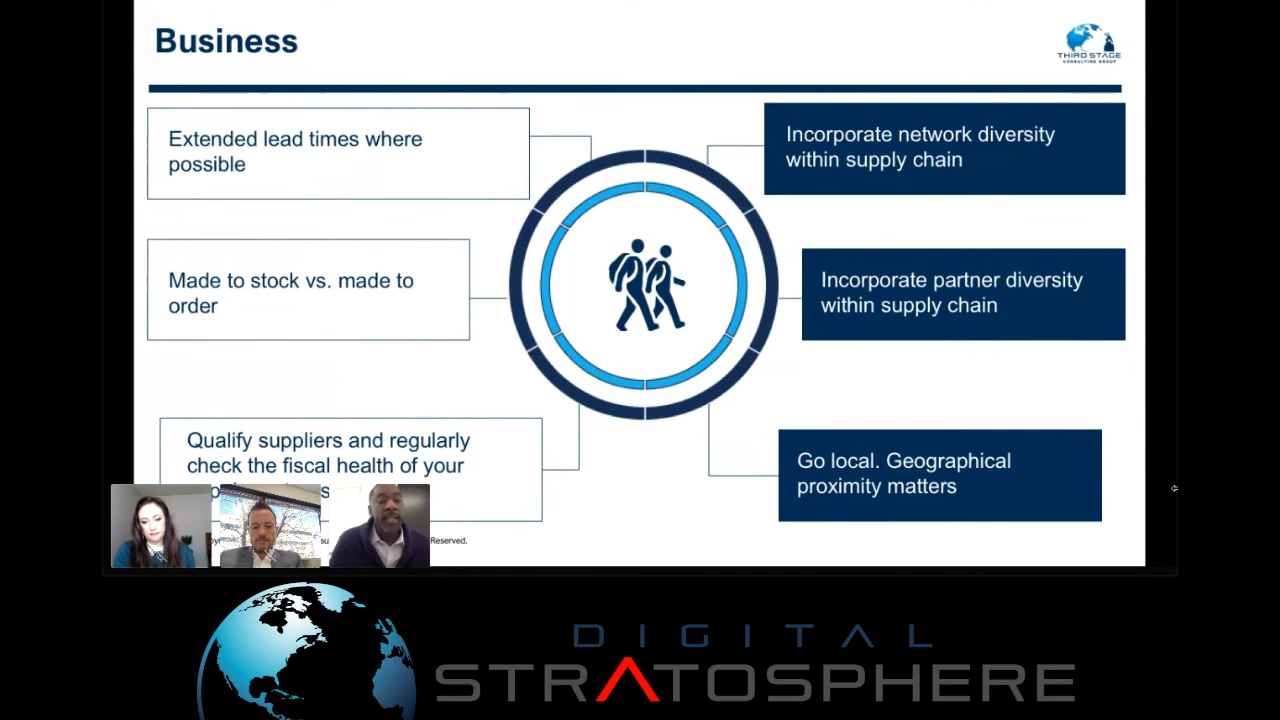 Business
THIRD STAGE
CONSULTING GROUP
Extended lead times where
possible
Incorporate network diversity
within supply chain
Made to stock vs. made to
order
Incorporate partner diversity
within supply chain
Qualify suppliers and regularly
check the fiscal health of your
Go local. Geographical
proximity matters
Reserved.
DIGITAL
STRATOSPHERE